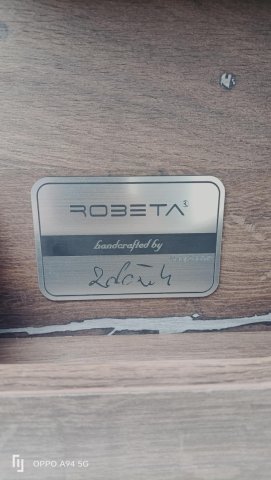 ROBETA
handcrafted by
OPPO A94 5G